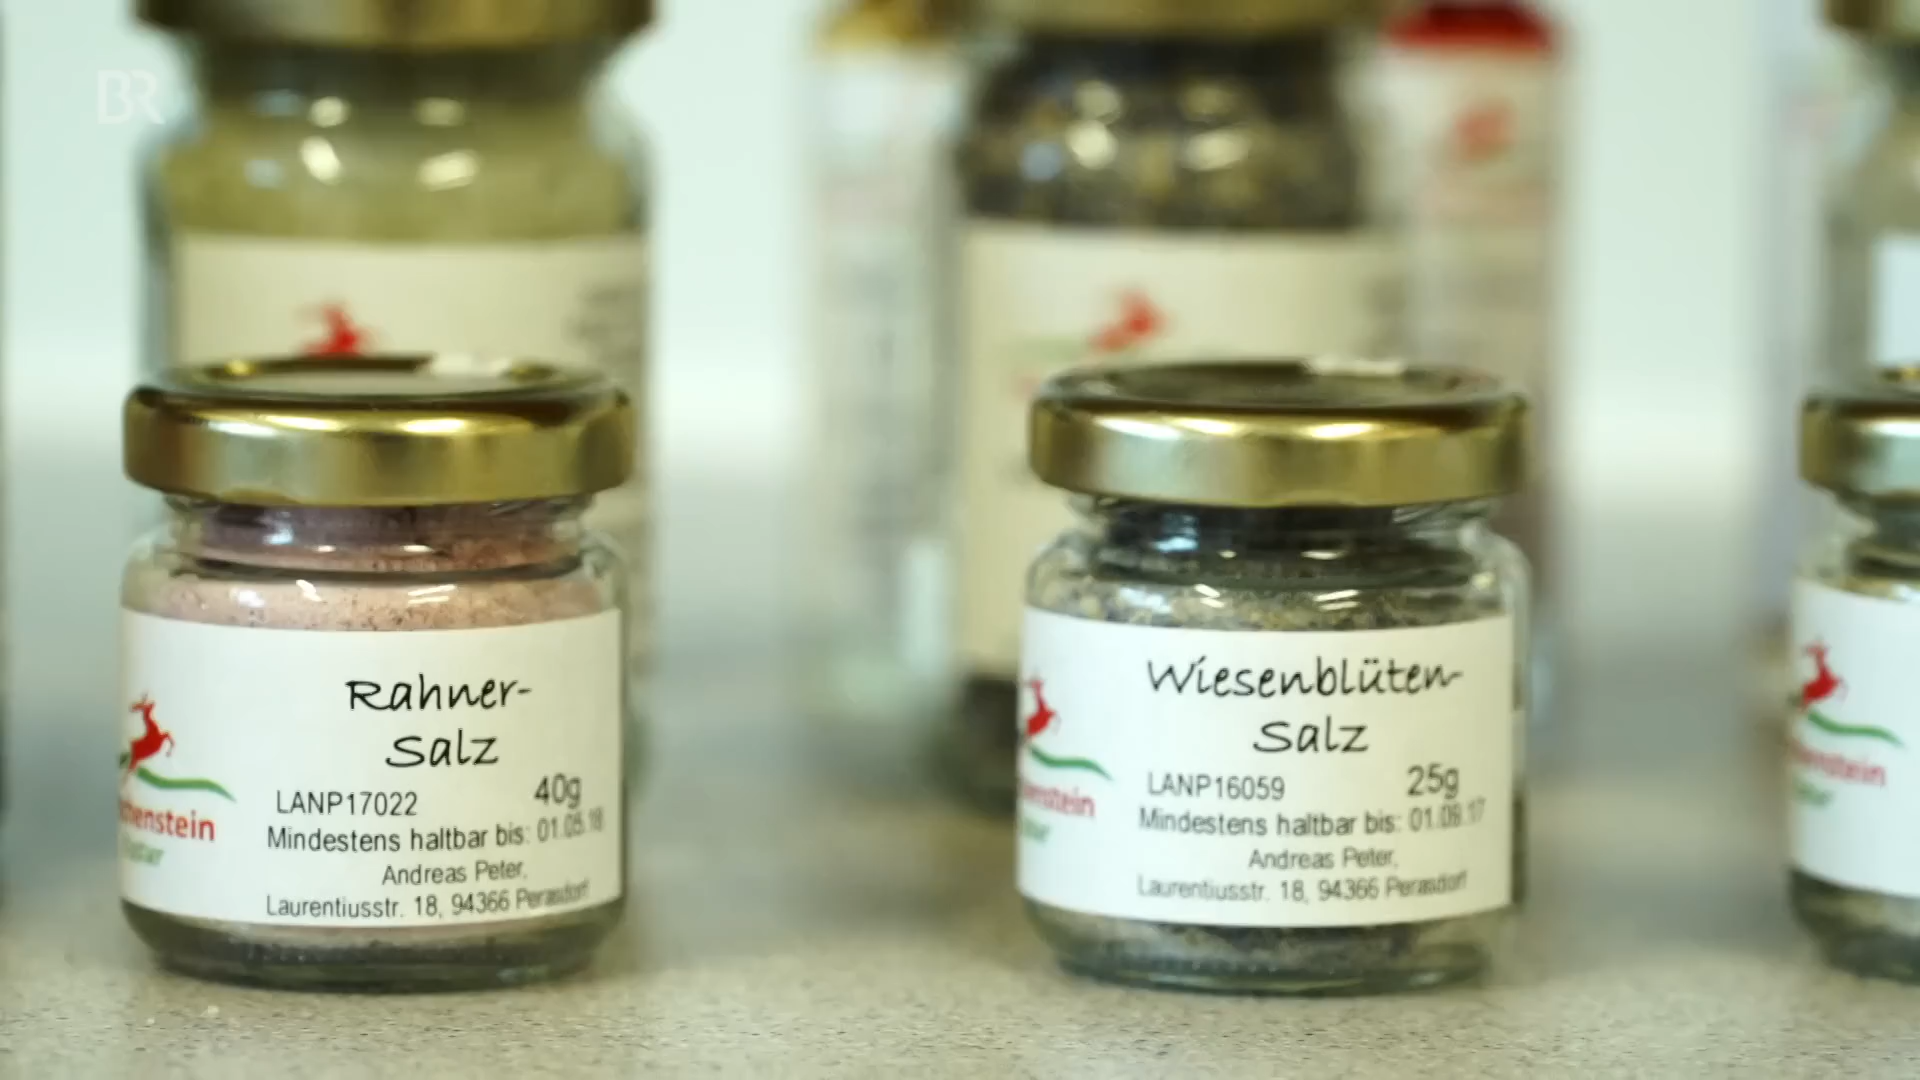 BR
Rahner-
Salz
LANP17022 40g
Mindestens haltbar bis: 01.05.18
Andreas Peter,
Laurentiusstr. 18, 94366 Perasdorf
Wiesenblüten-
Salz
LANP16059 25g
Mindestens haltbar bis: 01.09.17
Andreas Peter,
Laurentiusstr. 18, 94366 Perasdorf